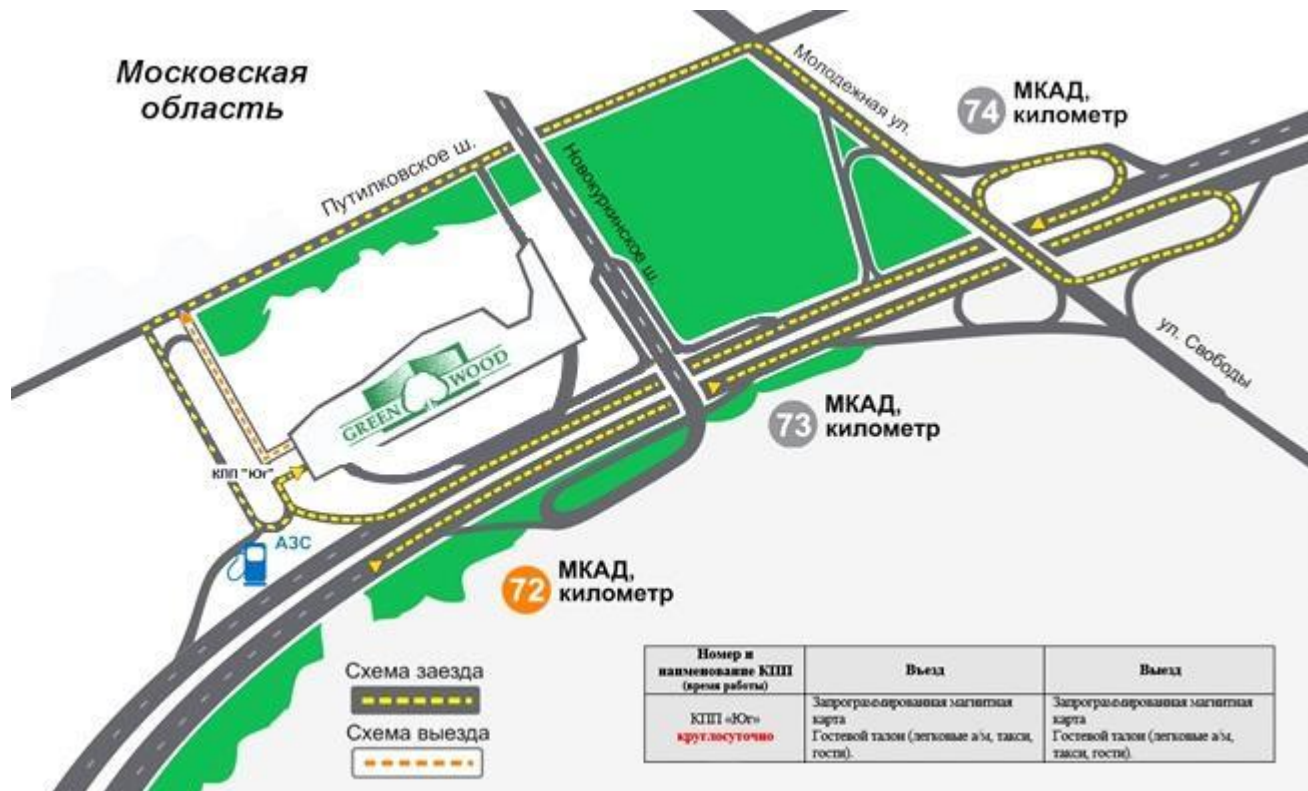 Московская
область
Путилковское ш.
Новокуркинское ш.
Молодежная ул.
74
МКАД,
километр
ул. Свободы
GREEN WOOD
КПП "Юг"
АЗС
73
МКАД,
километр
72
МКАД,
километр
Схема заезда
Схема выезда
Номер и
наименование КПП
(время работы)
Въезд
Выезд
КПП «Юг»
круглосуточно
Запрограммированная магнитная
карта
Гостевой талон (легковые а/м, такси,
гости).
Запрограммированная магнитная
карта
Гостевой талон (легковые а/м,
такси, гости).